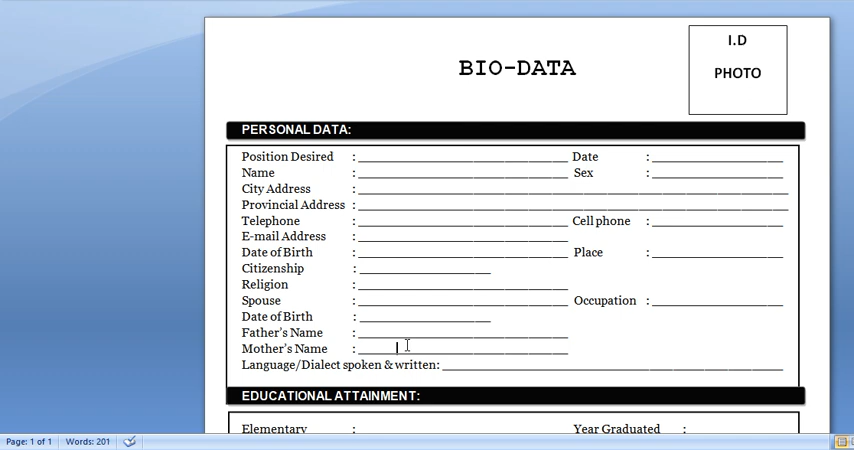 I.D
PHOTO
BIO-DATA
PERSONAL DATA:
Position Desired : Date :
Name : Sex :
City Address :
Provincial Address :
Telephone : Cell phone :
E-mail Address :
Date of Birth : Place :
Citizenship :
Religion :
Spouse : Occupation :
Date of Birth :
Father's Name :
Mother's Name :
Language/Dialect spoken & written:
EDUCATIONAL ATTAINMENT:
Elementary : Year Graduated :
Page: 1 of 1 Words: 201